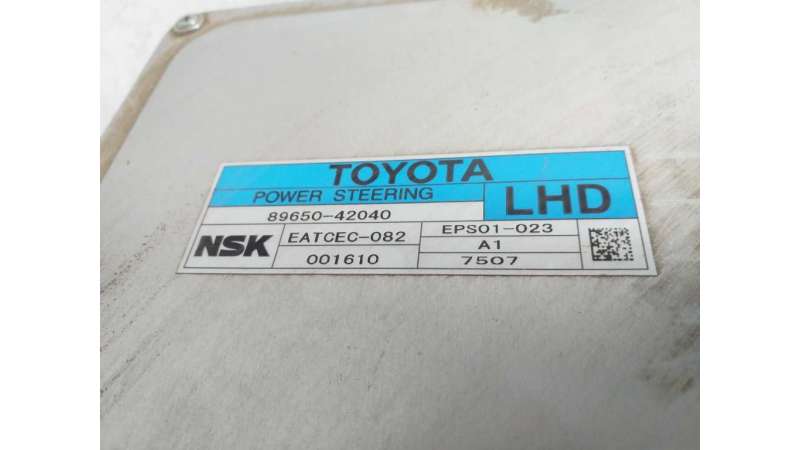 TOYOTA
POWER STEERING
LHD
89650-42040
NSK
EATCEC-082
EPS01-023
A1
001610
7507